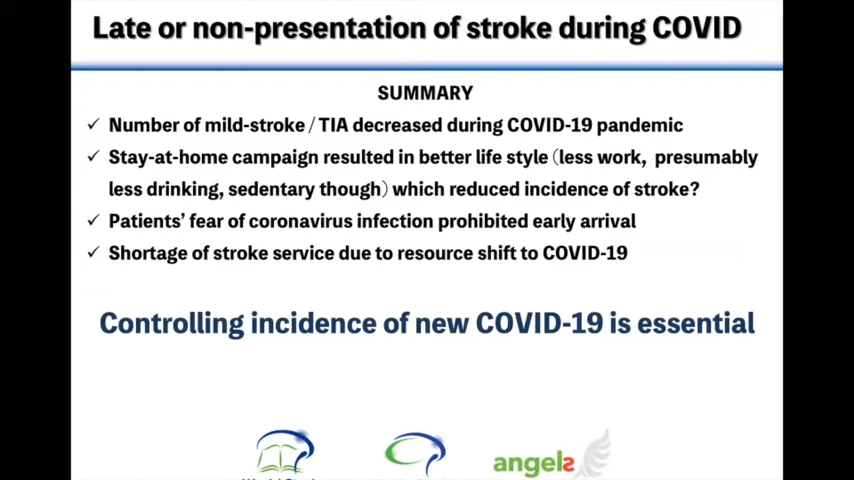 Late or non-presentation of stroke during COVID
SUMMARY
✓ Number of mild-stroke / TIA decreased during COVID-19 pandemic
✓ Stay-at-home campaign resulted in better life style (less work, presumably
less drinking, sedentary though) which reduced incidence of stroke?
✓ Patients' fear of coronavirus infection prohibited early arrival
✓ Shortage of stroke service due to resource shift to COVID-19
Controlling incidence of new COVID-19 is essential
angels